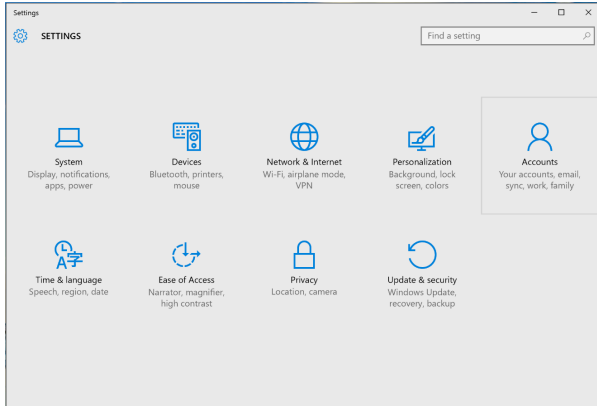 Settings
SETTINGS
Find a setting
System
Display, notifications,
apps, power
Devices
Bluetooth, printers,
mouse
Network & Internet
Wi-Fi, airplane mode,
VPN
Personalization
Background, lock
screen, colors
Accounts
Your accounts, email,
sync, work, family
Time & language
Speech, region, date
Ease of Access
Narrator, magnifier,
high contrast
Privacy
Location, camera
Update & security
Windows Update,
recovery, backup